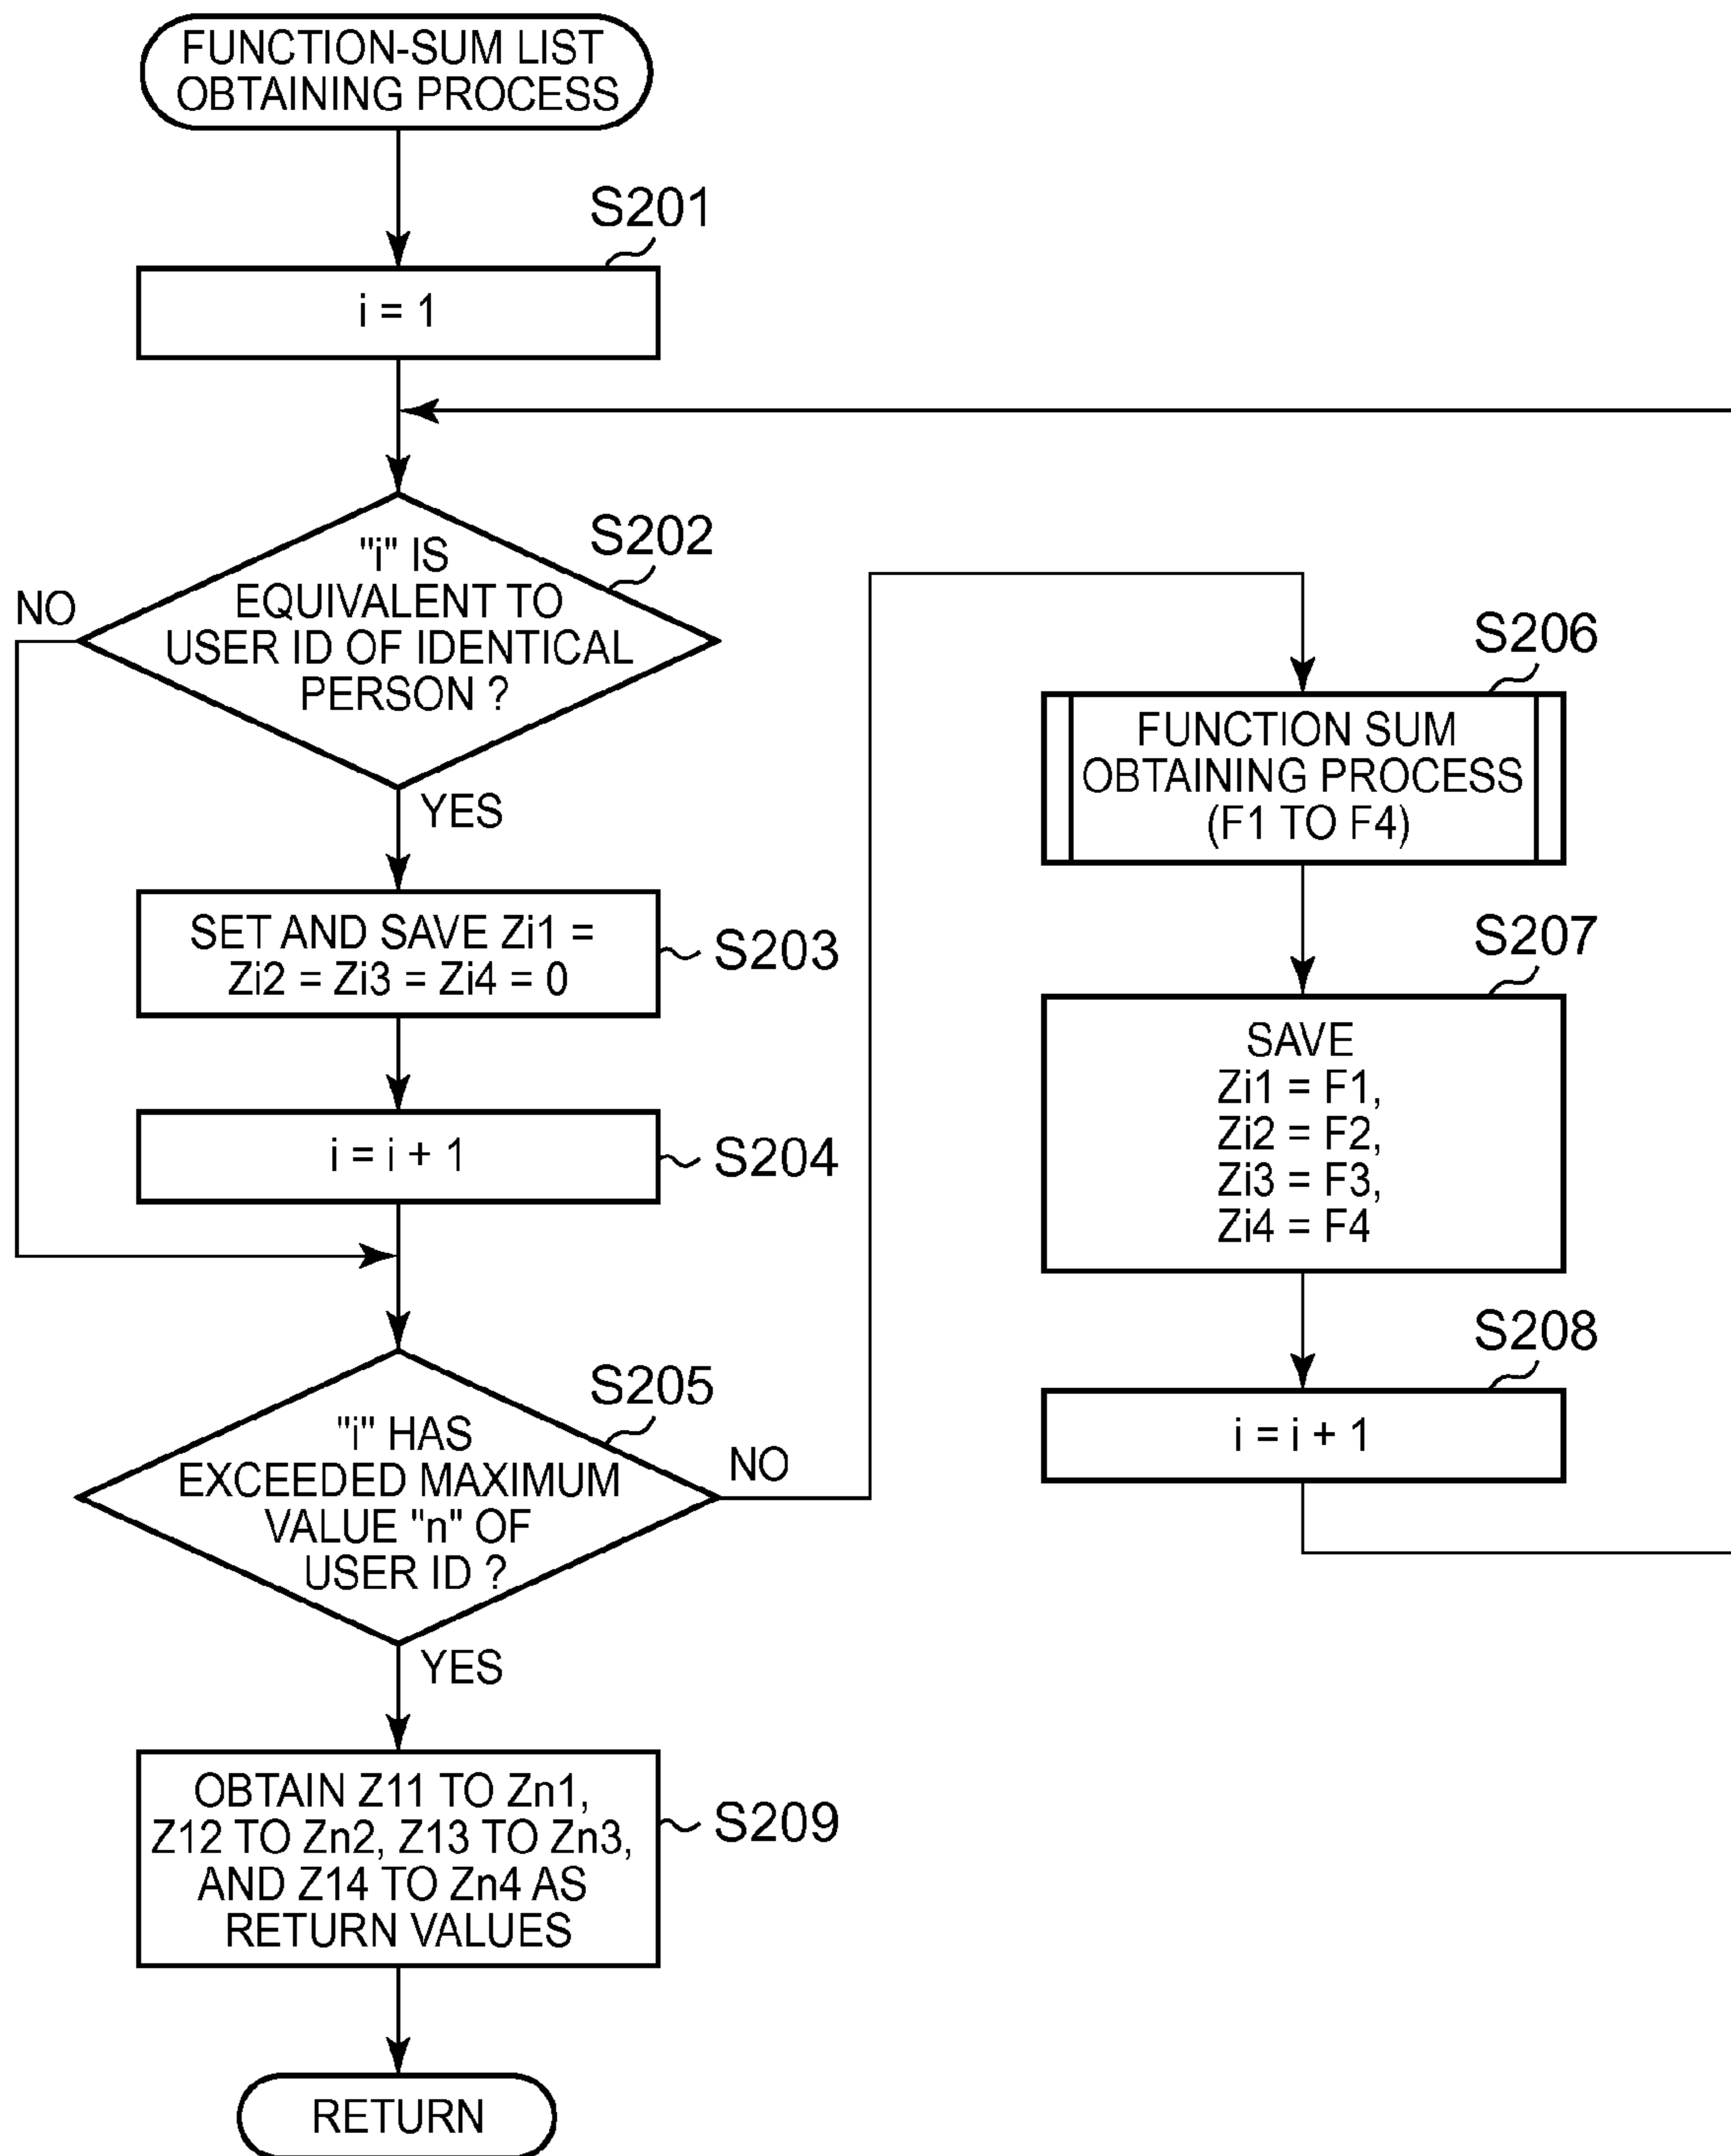 FUNCTION-SUM LIST
OBTAINING PROCESS
S201
i = 1
S202
"i" IS
EQUIVALENT TO
USER ID OF IDENTICAL
PERSON ?
NO
YES
SET AND SAVE Zi1 =
Zi2 = Zi3 = Zi4 = 0
S203
i = i + 1
S204
S205
"i" HAS
EXCEEDED MAXIMUM
VALUE "n" OF
USER ID ?
NO
YES
S206
FUNCTION SUM
OBTAINING PROCESS
(F1 TO F4)
S207
SAVE
Zi1 = F1,
Zi2 = F2,
Zi3 = F3,
Zi4 = F4
S208
i = i + 1
OBTAIN Z11 TO Zn1,
Z12 TO Zn2, Z13 TO Zn3,
AND Z14 TO Zn4 AS
RETURN VALUES
S209
RETURN